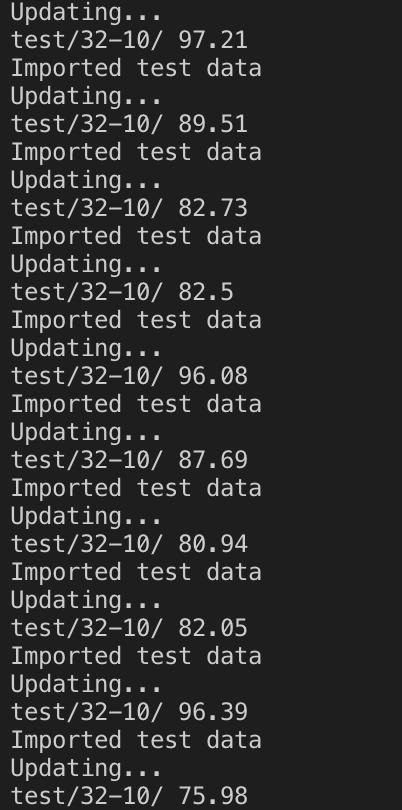 Updating...
test/32-10/ 97.21
Imported test data
Updating...
test/32-10/ 89.51
Imported test data
Updating...
test/32-10/ 82.73
Imported test data
Updating...
test/32-10/ 82.5
Imported test data
Updating...
test/32-10/ 96.08
Imported test data
Updating...
test/32-10/ 87.69
Imported test data
Updating...
test/32-10/ 80.94
Imported test data
Updating...
test/32-10/ 82.05
Imported test data
Updating...
test/32-10/ 96.39
Imported test data
Updating...
test/32-10/ 75.98